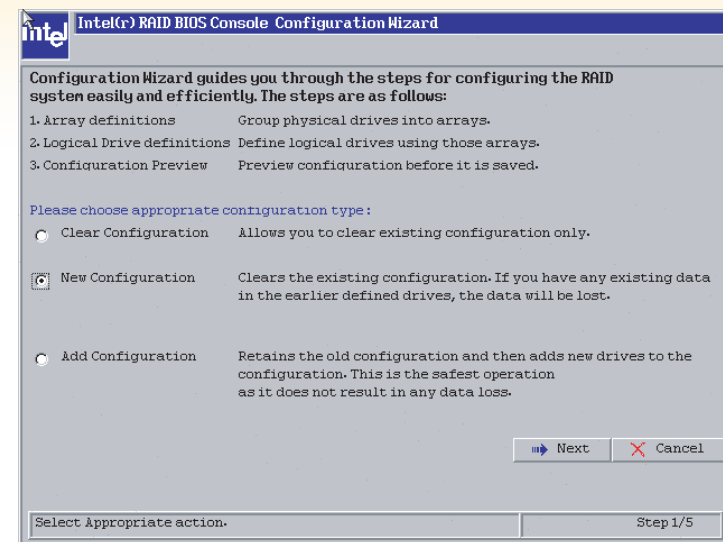 intel
Intel(r) RAID BIOS Console Configuration Wizard
Configuration Wizard guides you through the steps for configuring the RAID
system easily and efficiently. The steps are as follows:
1. Array definitions Group physical drives into arrays.
2. Logical Drive definitions Define logical drives using those arrays.
3. Configuration Preview Preview configuration before it is saved.
Please choose appropriate configuration type:
Clear Configuration Allows you to clear existing configuration only.
New Configuration Clears the existing configuration. If you have any existing data
in the earlier defined drives, the data will be lost.
Add Configuration Retains the old configuration and then adds new drives to the
configuration. This is the safest operation
as it does not result in any data loss.
Next Cancel
Select Appropriate action. Step 1/5